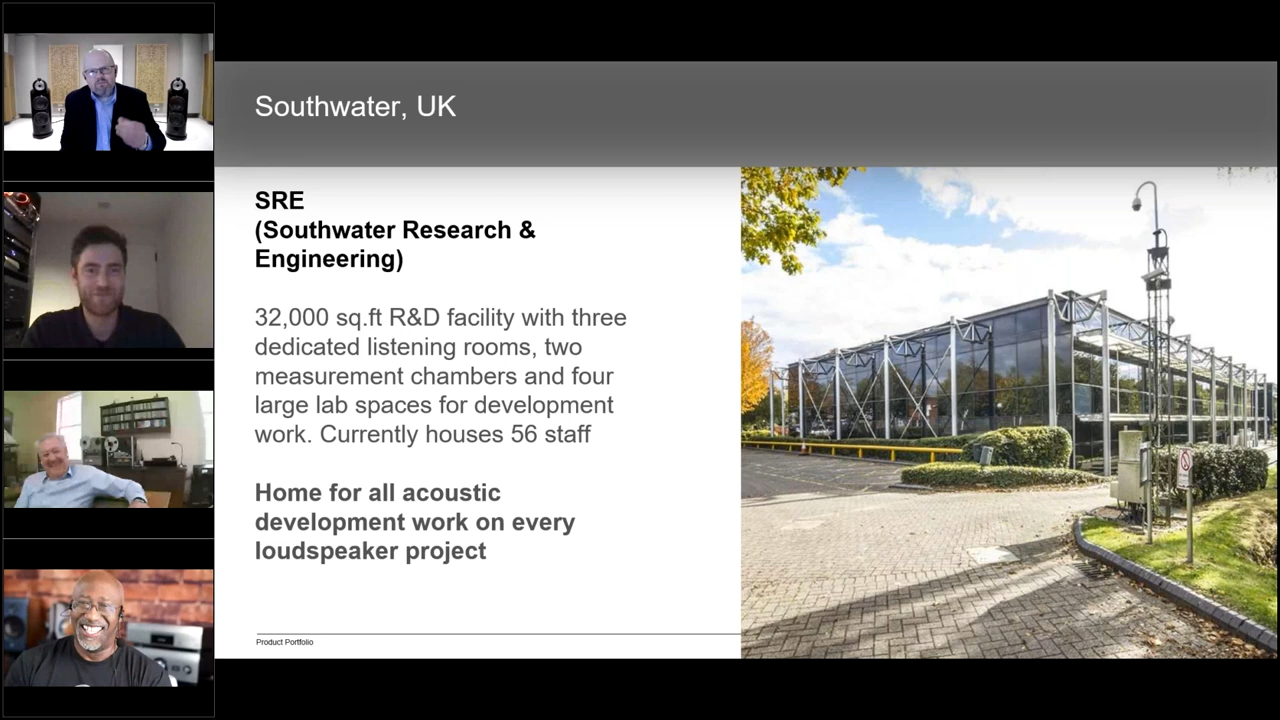 Southwater, UK
SRE
(Southwater Research &
Engineering)
32,000 sq.ft R&D facility with three
dedicated listening rooms, two
measurement chambers and four
large lab spaces for development
work. Currently houses 56 staff
Home for all acoustic
development work on every
loudspeaker project
Product Portfolio